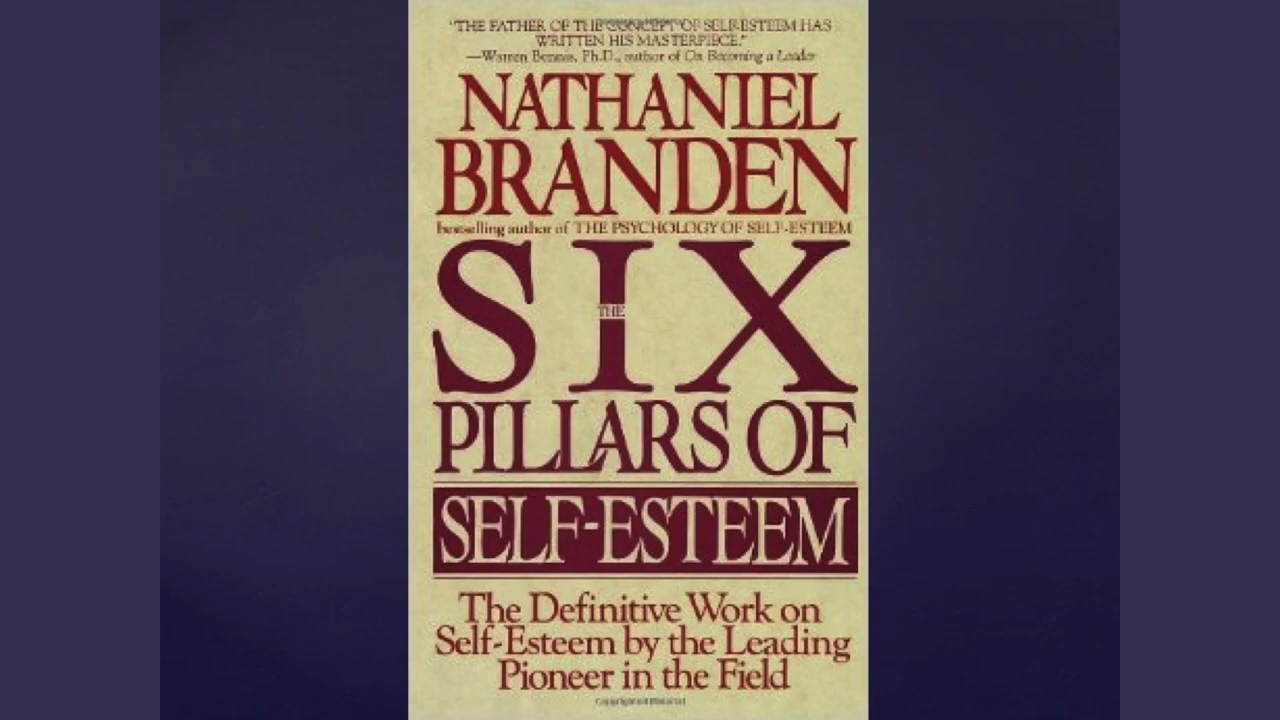 "THE FATHER OF THE CONCEPT OF SELF-ESTEEM HAS
WRITTEN HIS MASTERPIECE."
—Warren Bennis, Ph.D., author of On Becoming a Leader
NATHANIEL
BRANDEN
bestselling author of THE PSYCHOLOGY OF SELF-ESTEEM
THE
SIX
PILLARS OF
SELF-ESTEEM
The Definitive Work on
Self-Esteem by the Leading
Pioneer in the Field
Copyrighted Material